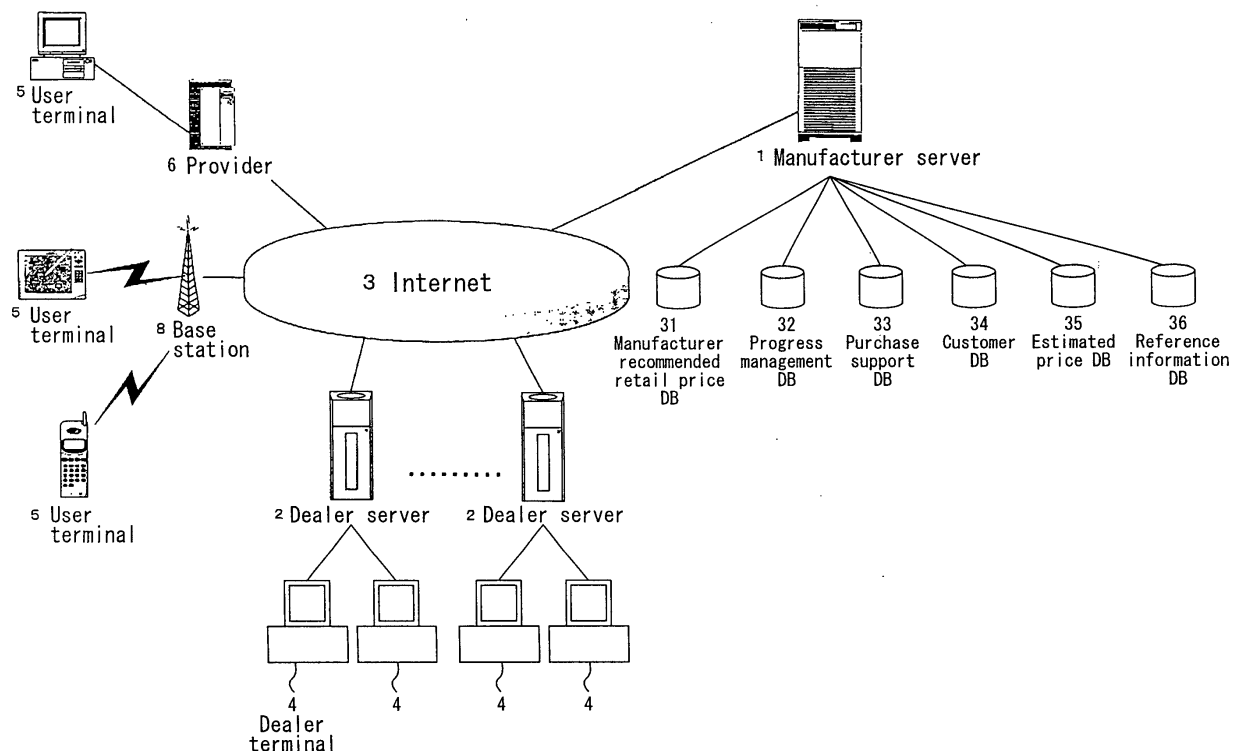 5 User
terminal
6 Provider
1 Manufacturer server
5 User
terminal
8 Base
station
3 Internet
31
Manufacturer
recommended
retail price
DB
32
Progress
management
DB
33
Purchase
support
DB
34
Customer
DB
35
Estimated
price DB
36
Reference
information
DB
5 User
terminal
2 Dealer server
2 Dealer server
4
Dealer
terminal
4
4
4